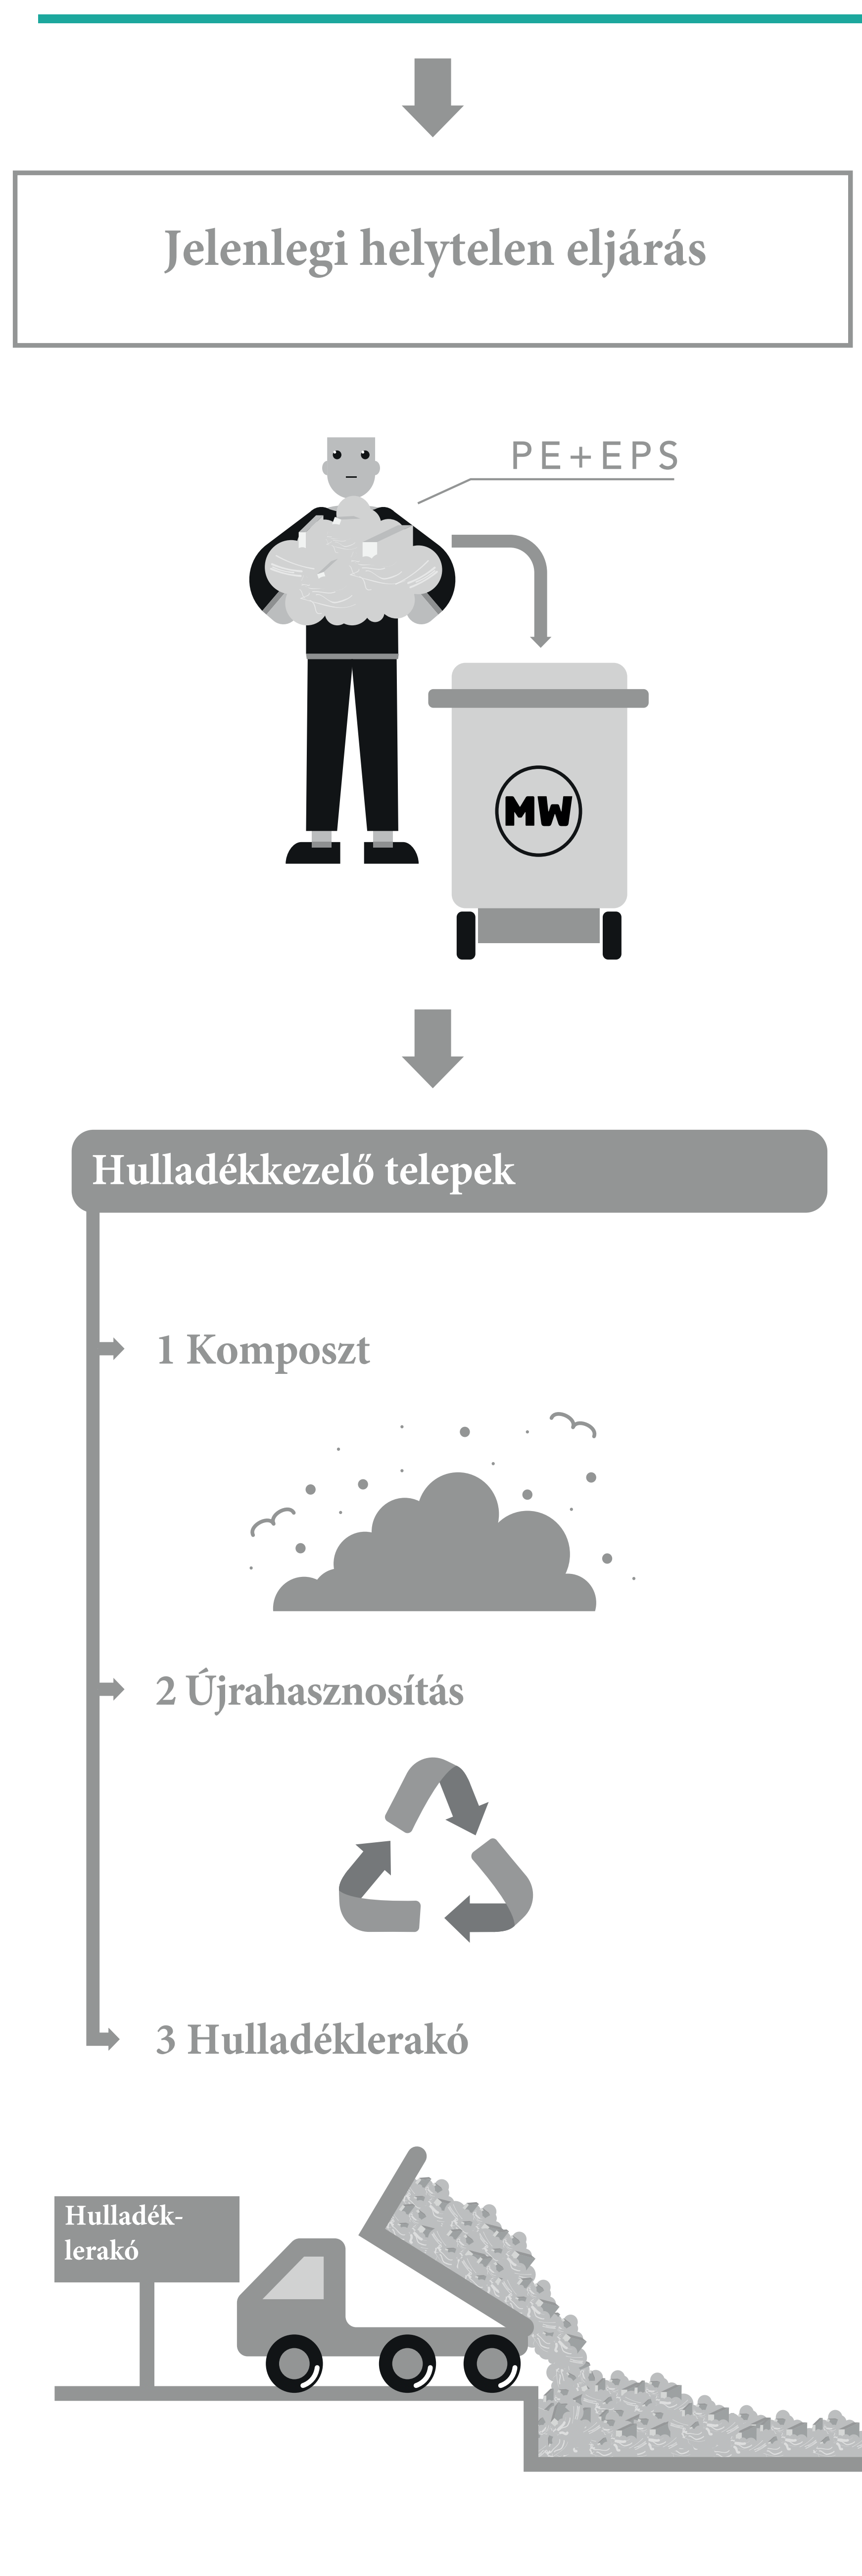 Jelenlegi helytelen eljárás
PE+EPS
MW
Hulladékkezelő telepek
1 Komposzt
2 Újrahasznosítás
3 Hulladéklerakó
Hulladék-
lerakó